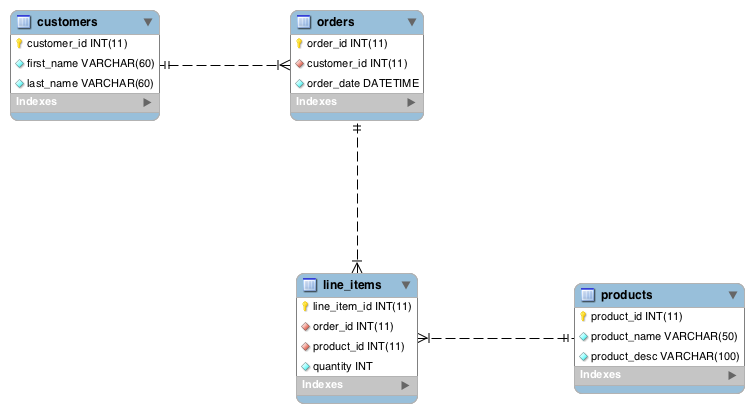 customers
customer_id INT(11)
first_name VARCHAR(60)
last_name VARCHAR(60)
Indexes
orders
order_id INT(11)
customer_id INT(11)
order_date DATETIME
Indexes
line_items
line_item_id INT(11)
order_id INT(11)
product_id INT(11)
quantity INT
Indexes
products
product_id INT(11)
product_name VARCHAR(50)
product_desc VARCHAR(100)
Indexes